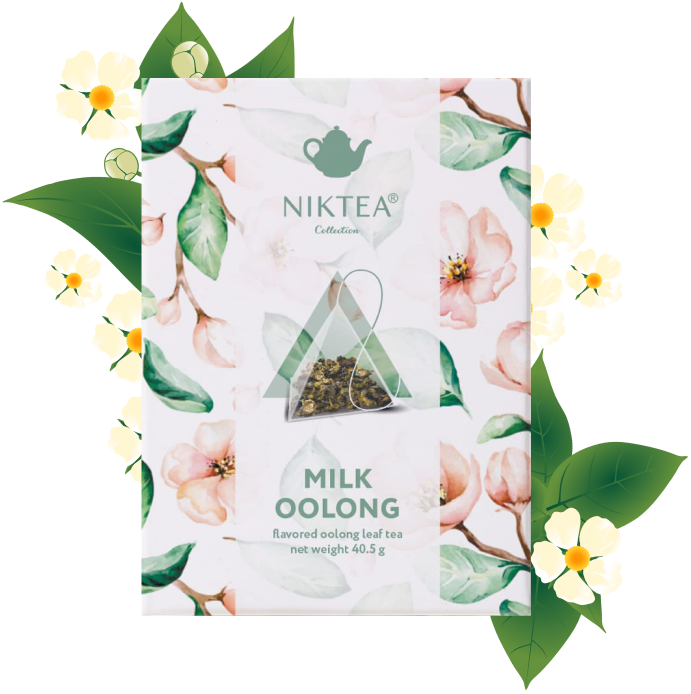 NIKTEA®
Collection
MILK
OOLONG
flavored oolong leaf tea
net weight 40.5 g